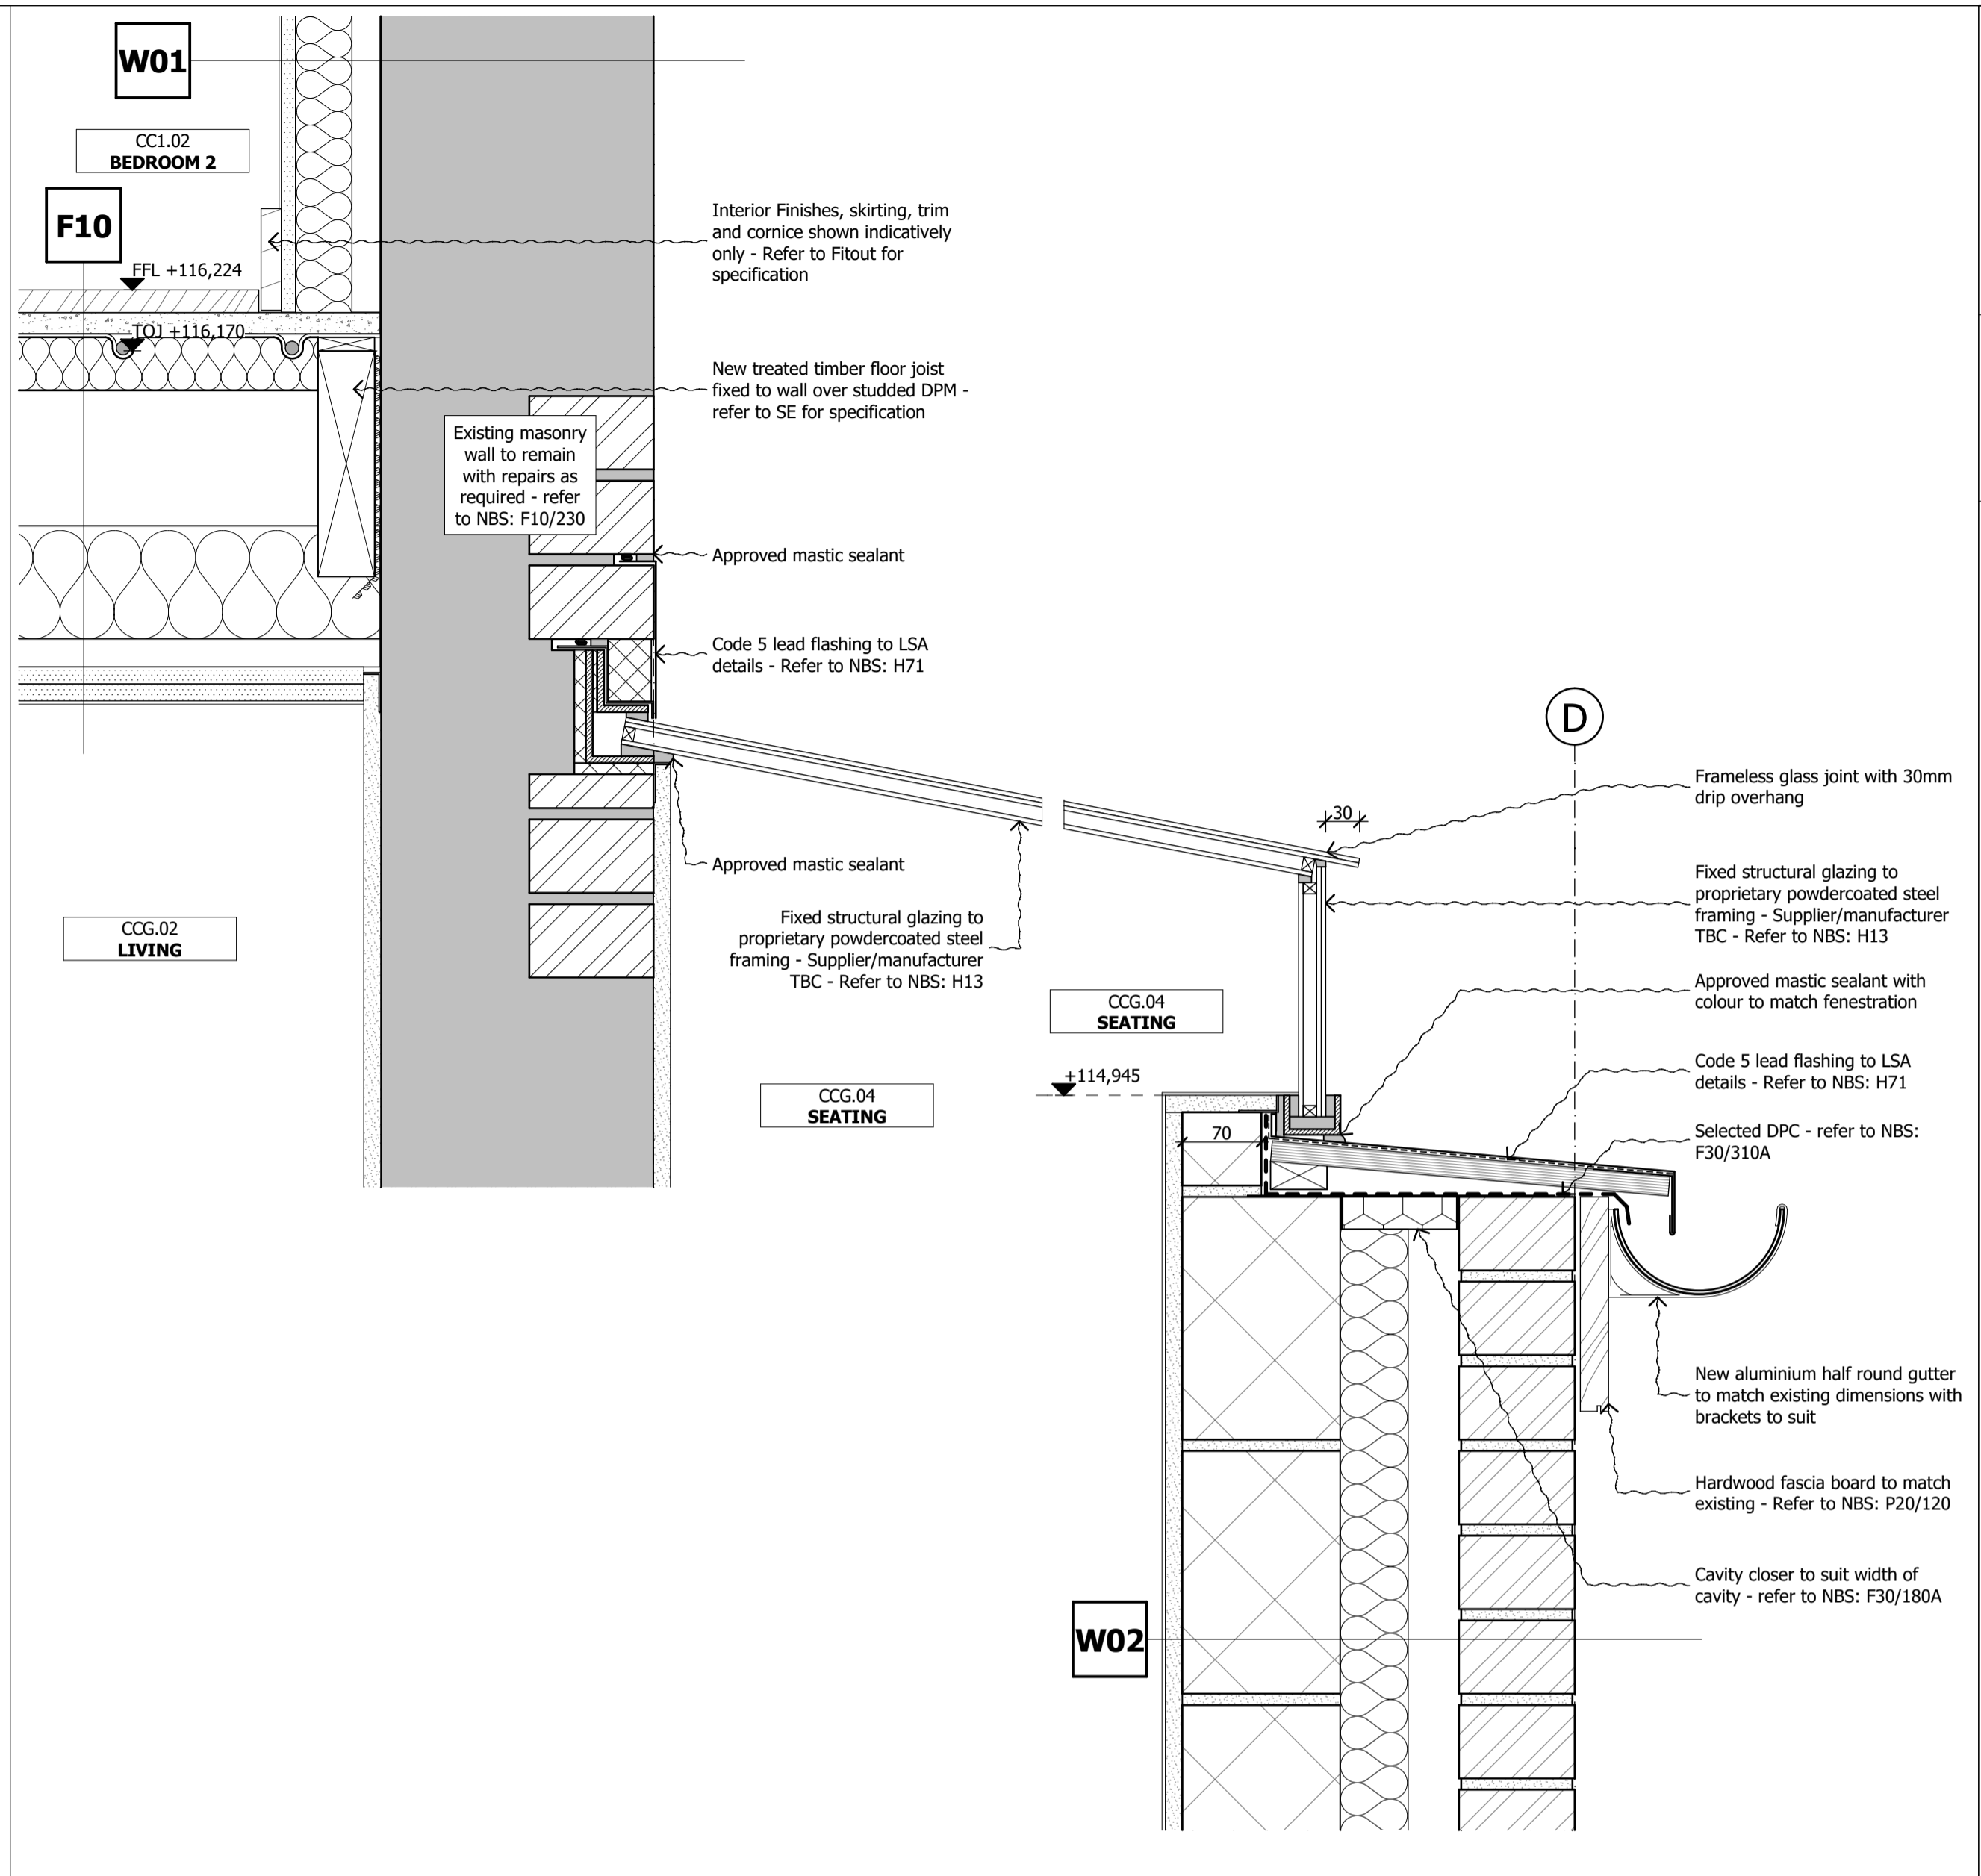 W01
CC1.02
BEDROOM 2
F10
FFL +116,224
TOJ +116,170
Interior Finishes, skirting, trim
and cornice shown indicatively
only - Refer to Fitout for
specification
New treated timber floor joist
fixed to wall over studded DPM -
refer to SE for specification
Existing masonry
wall to remain
with repairs as
required - refer
to NBS: F10/230
Approved mastic sealant
Code 5 lead flashing to LSA
details - Refer to NBS: H71
Approved mastic sealant
Fixed structural glazing to
proprietary powdercoated steel
framing - Supplier/manufacturer
TBC - Refer to NBS: H13
CCG.02
LIVING
CCG.04
SEATING
CCG.04
SEATING
+114,945
30
70
D
Frameless glass joint with 30mm
drip overhang
Fixed structural glazing to
proprietary powdercoated steel
framing - Supplier/manufacturer
TBC - Refer to NBS: H13
Approved mastic sealant with
colour to match fenestration
Code 5 lead flashing to LSA
details - Refer to NBS: H71
Selected DPC - refer to NBS:
F30/310A
New aluminium half round gutter
to match existing dimensions with
brackets to suit
Hardwood fascia board to match
existing - Refer to NBS: P20/120
Cavity closer to suit width of
cavity - refer to NBS: F30/180A
W02